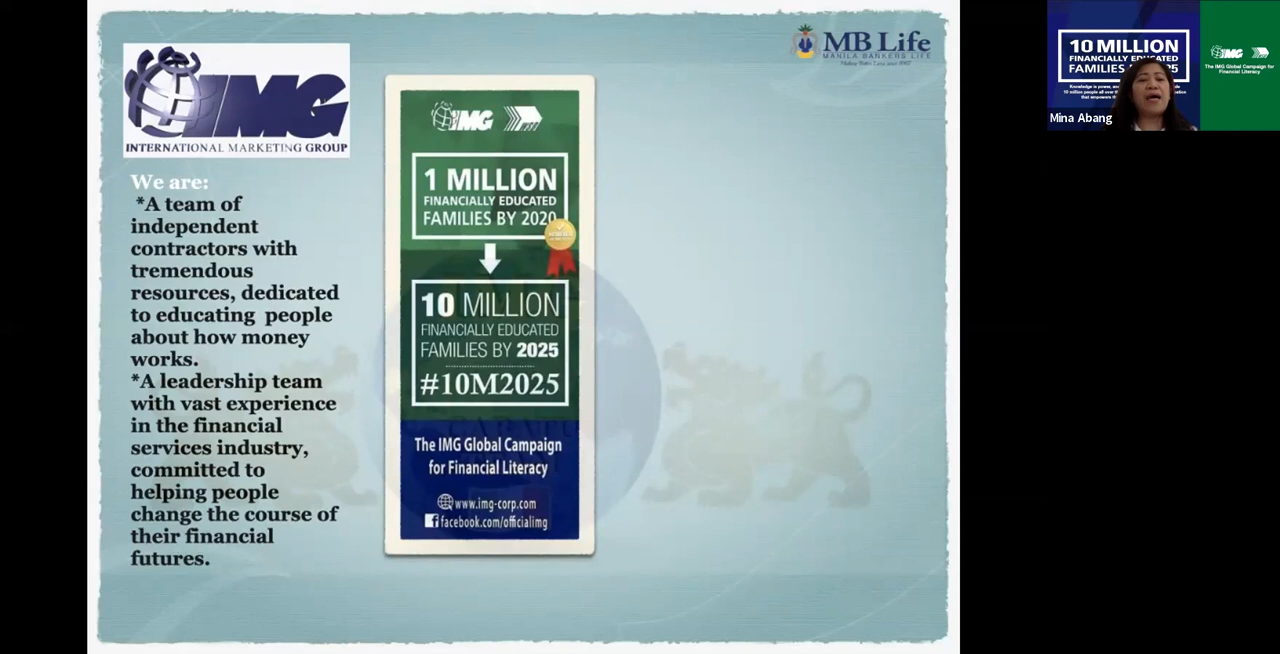 IMG
INTERNATIONAL MARKETING GROUP
We are:
*A team of
independent
contractors with
tremendous
resources, dedicated
to educating people
about how money
works.
*A leadership team
with vast experience
in the financial
services industry,
committed to
helping people
change the course of
their financial
futures.
IMG
1 MILLION
FINANCIALLY EDUCATED
FAMILIES BY 2020
10 MILLION
FINANCIALLY EDUCATED
FAMILIES BY 2025
#10M2025
The IMG Global Campaign
for Financial Literacy
www.img-corp.com
facebook.com/officialimg
MB Life
MANILA BANKERS LIFE
10 MILLION
FINANCIALLY EDUCATED
FAMILIES
Mina Abang
IMG
The IMG Global Campaign for
Financial Literacy